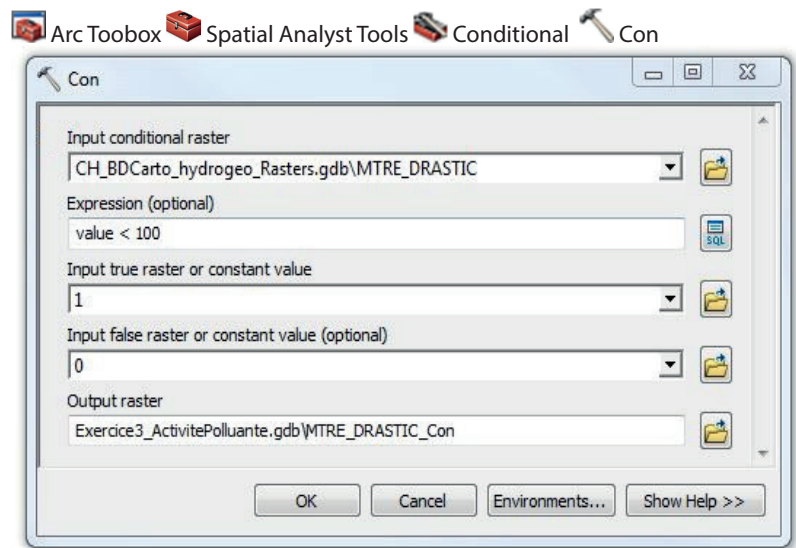 Arc Toobox Spatial Analyst Tools Conditional Con
Con
Input conditional raster
CH_BDCarto_hydrogeo_Rasters.gdb\MTRE_DRASTIC
Expression (optional)
value < 100
SQL
Input true raster or constant value
1
Input false raster or constant value (optional)
0
Output raster
Exercice3_ActivitePolluante.gdb\MTRE_DRASTIC_Con
OK Cancel Environments... Show Help >>